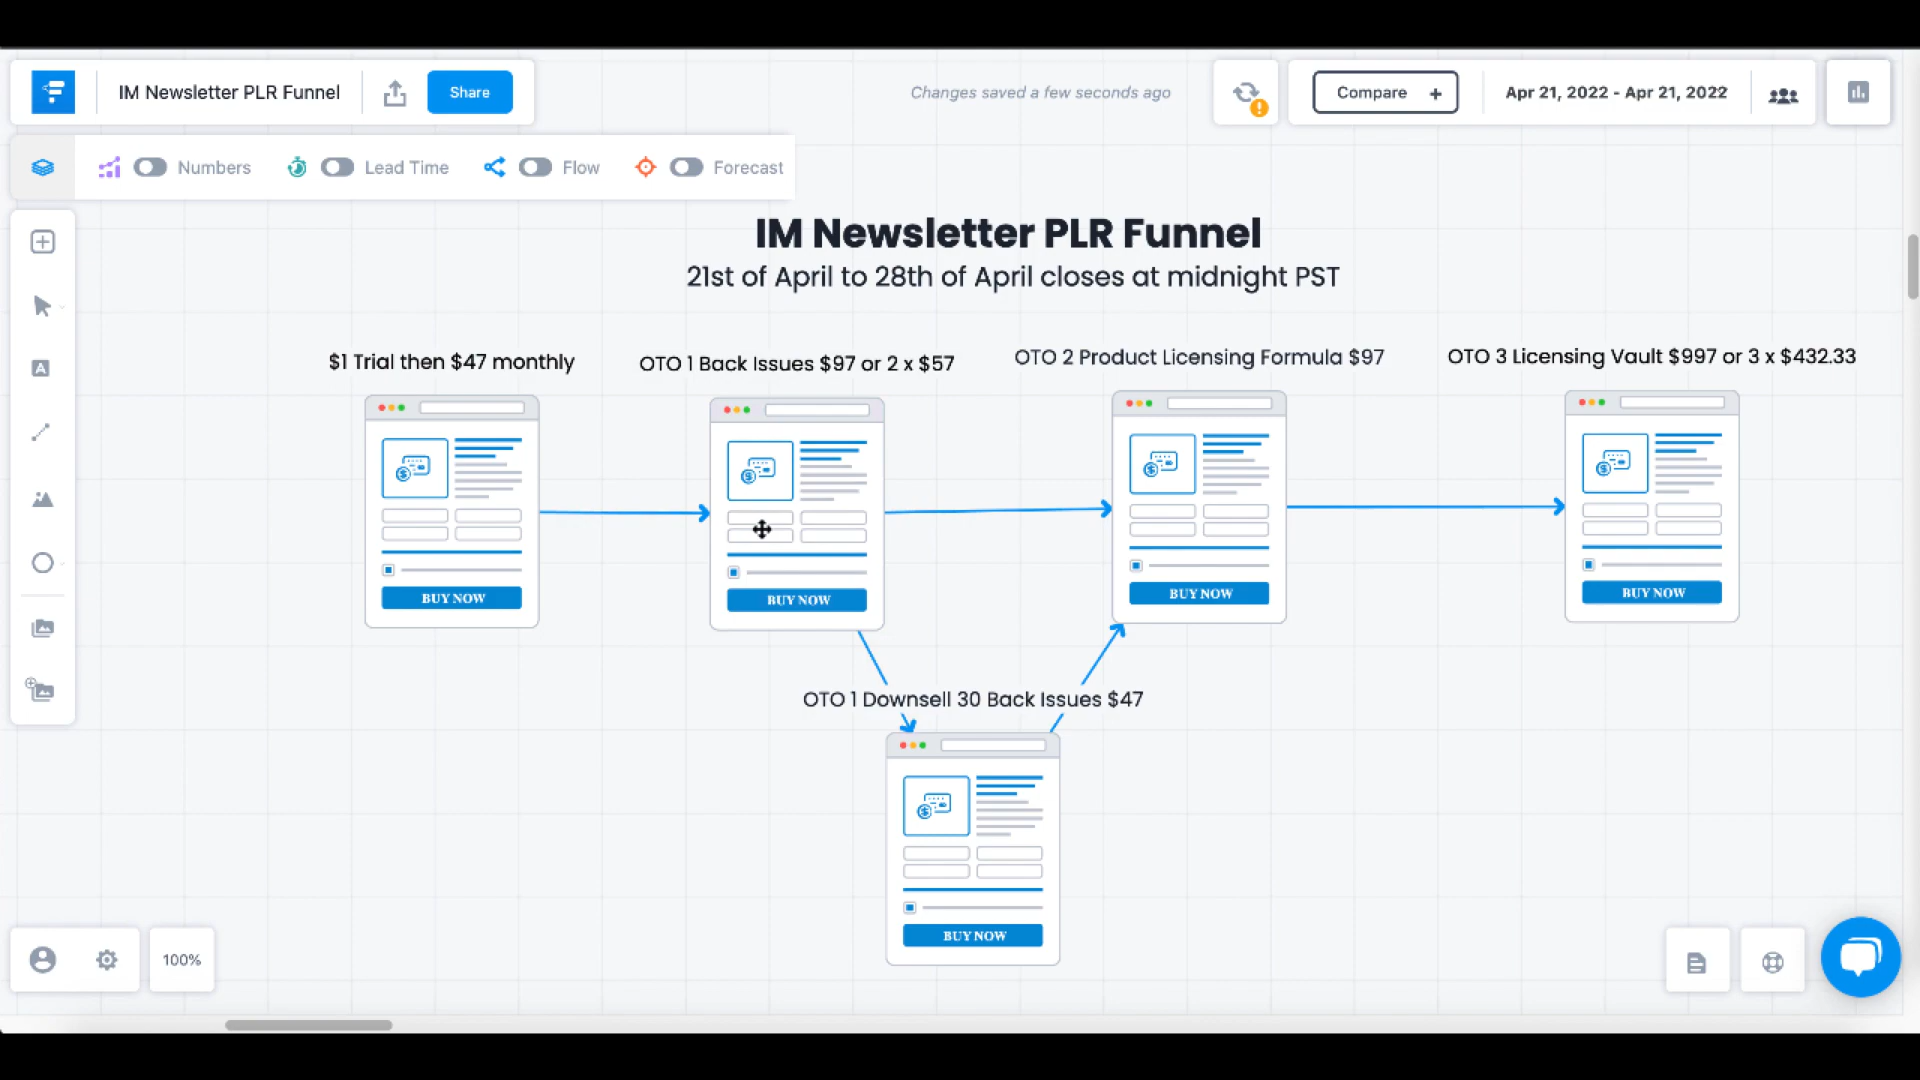 IM Newsletter PLR Funnel
Share
Changes saved a few seconds ago
Compare +
Apr 21, 2022 - Apr 21, 2022
Numbers
Lead Time
Flow
Forecast
IM Newsletter PLR Funnel
21st of April to 28th of April closes at midnight PST
$1 Trial then $47 monthly
OTO 1 Back Issues $97 or 2 x $57
OTO 2 Product Licensing Formula $97
OTO 3 Licensing Vault $997 or 3 x $432.33
BUY NOW
BUY NOW
BUY NOW
BUY NOW
OTO 1 Downsell 30 Back Issues $47
BUY NOW
100%